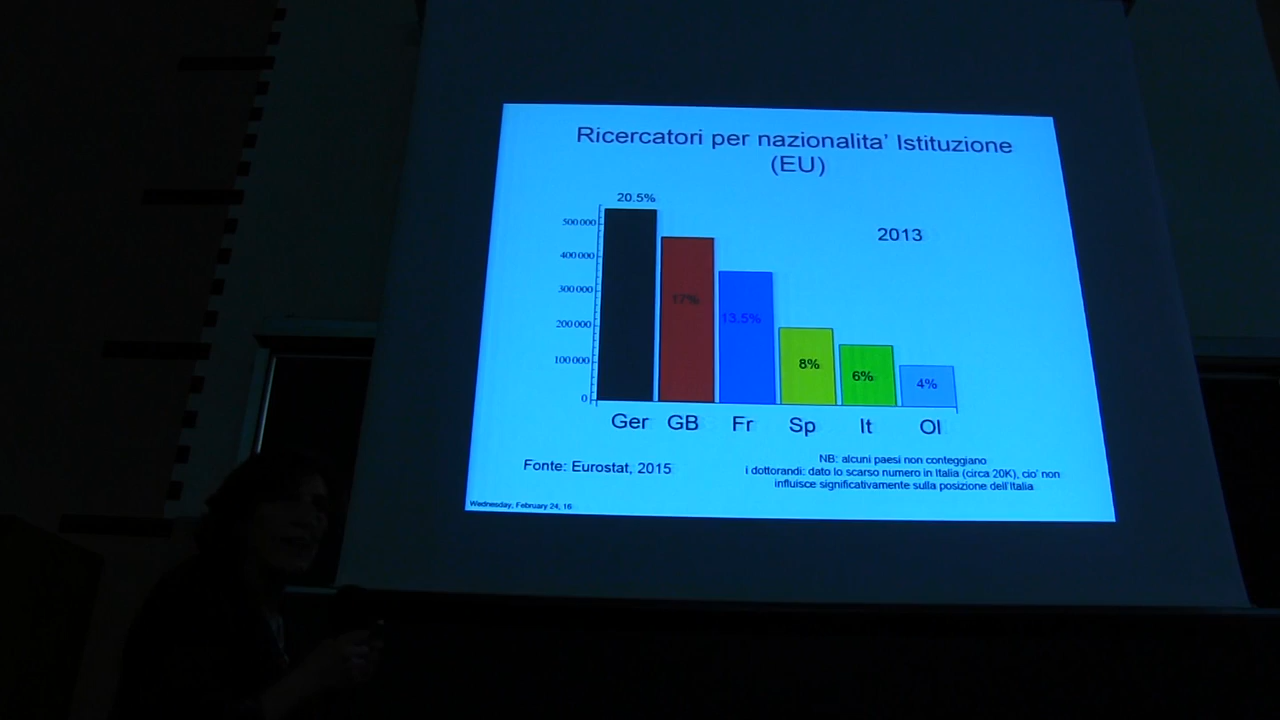 Ricercatori per nazionalita' Istituzione
(EU)
20.5%
2013
500 000
400 000
300 000
200 000
100 000
0
17%
13.5%
8%
6%
4%
Ger GB Fr Sp It Ol
Fonte: Eurostat, 2015
NB: alcuni paesi non conteggiano
i dottorandi: dato lo scarso numero in Italia (circa 20K), cio' non
influisce significativamente sulla posizione dell'Italia
Wednesday, February 24, 16